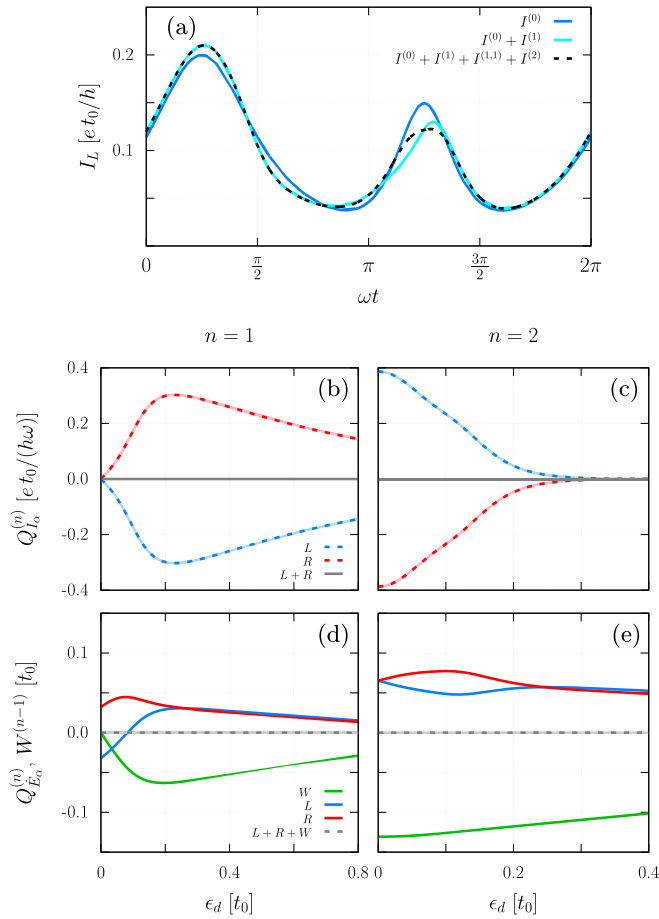 (a)
I_L [e t_0/h]
0.2
0.1
I^{(0)}
I^{(0)} + I^{(1)}
I^{(0)} + I^{(1)} + I^{(1,1)} + I^{(2)}
0 π/2 π 3π/2 2π
ωt
n = 1
n = 2
(b)
Q^{(n)}_{I_α} [e t_0/(hω)]
0.4
0.2
0.0
-0.2
-0.4
L
R
L + R
(c)
(d)
Q^{(n)}_{Ė_α}, W^{(n−1)} [t_0]
0.1
0.0
-0.1
W
L
R
L + R + W
0 0.4 0.8
ϵ_d [t_0]
(e)
0 0.2 0.4
ϵ_d [t_0]